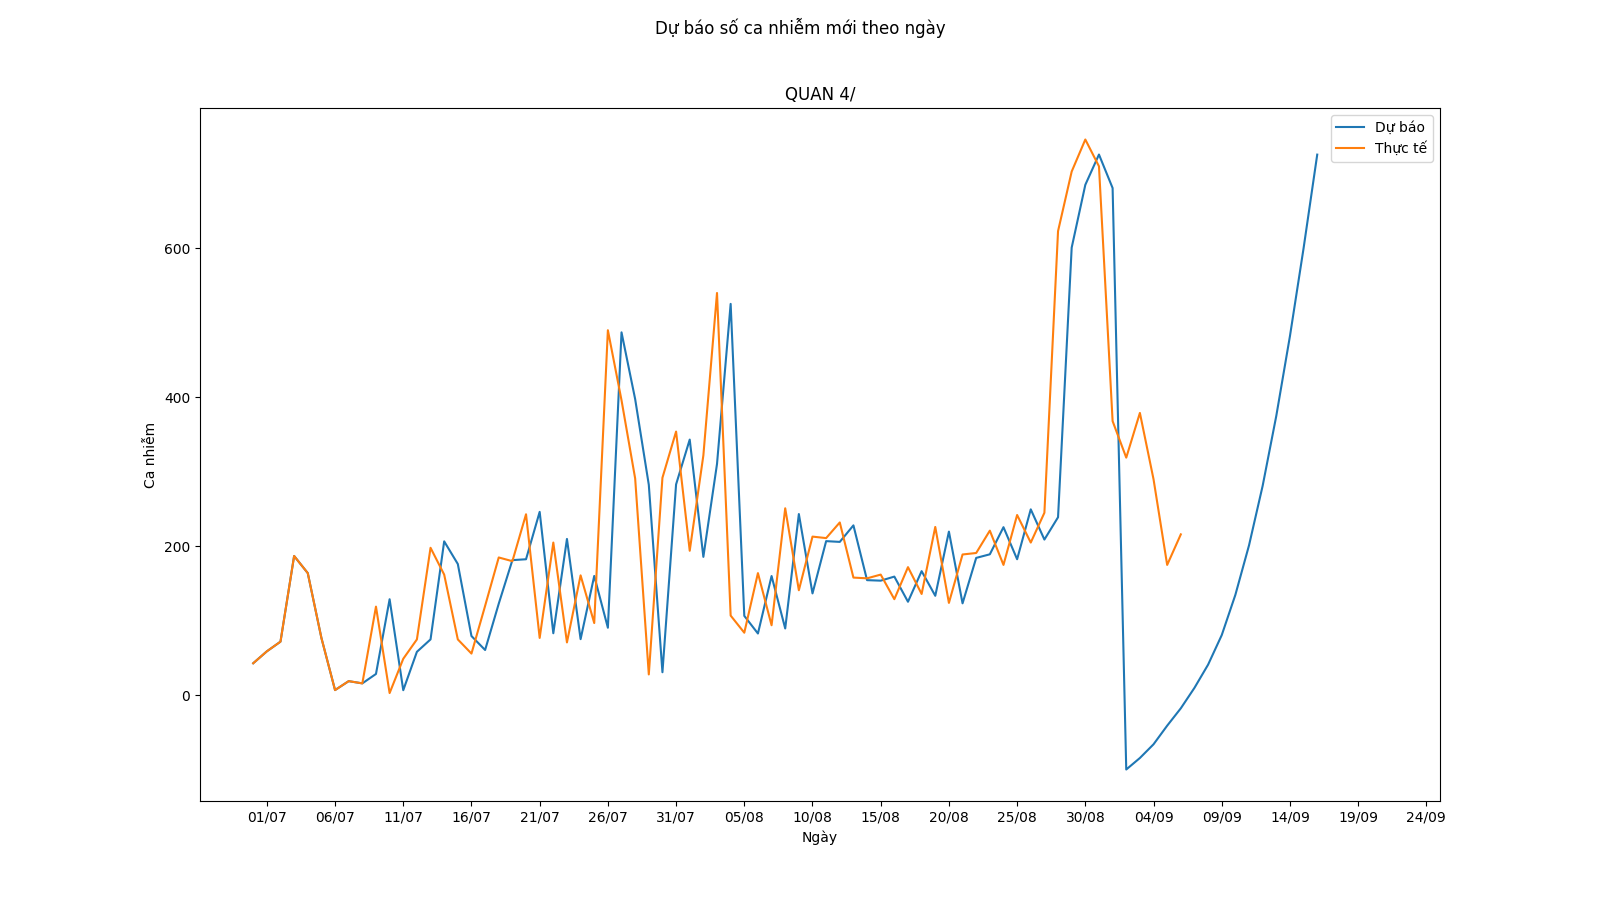 Dự báo số ca nhiễm mới theo ngày
QUAN 4/
Dự báo
Thực tế
600
400
200
0
Ca nhiễm
01/07 06/07 11/07 16/07 21/07 26/07 31/07 05/08 10/08 15/08 20/08 25/08 30/08 04/09 09/09 14/09 19/09 24/09
Ngày